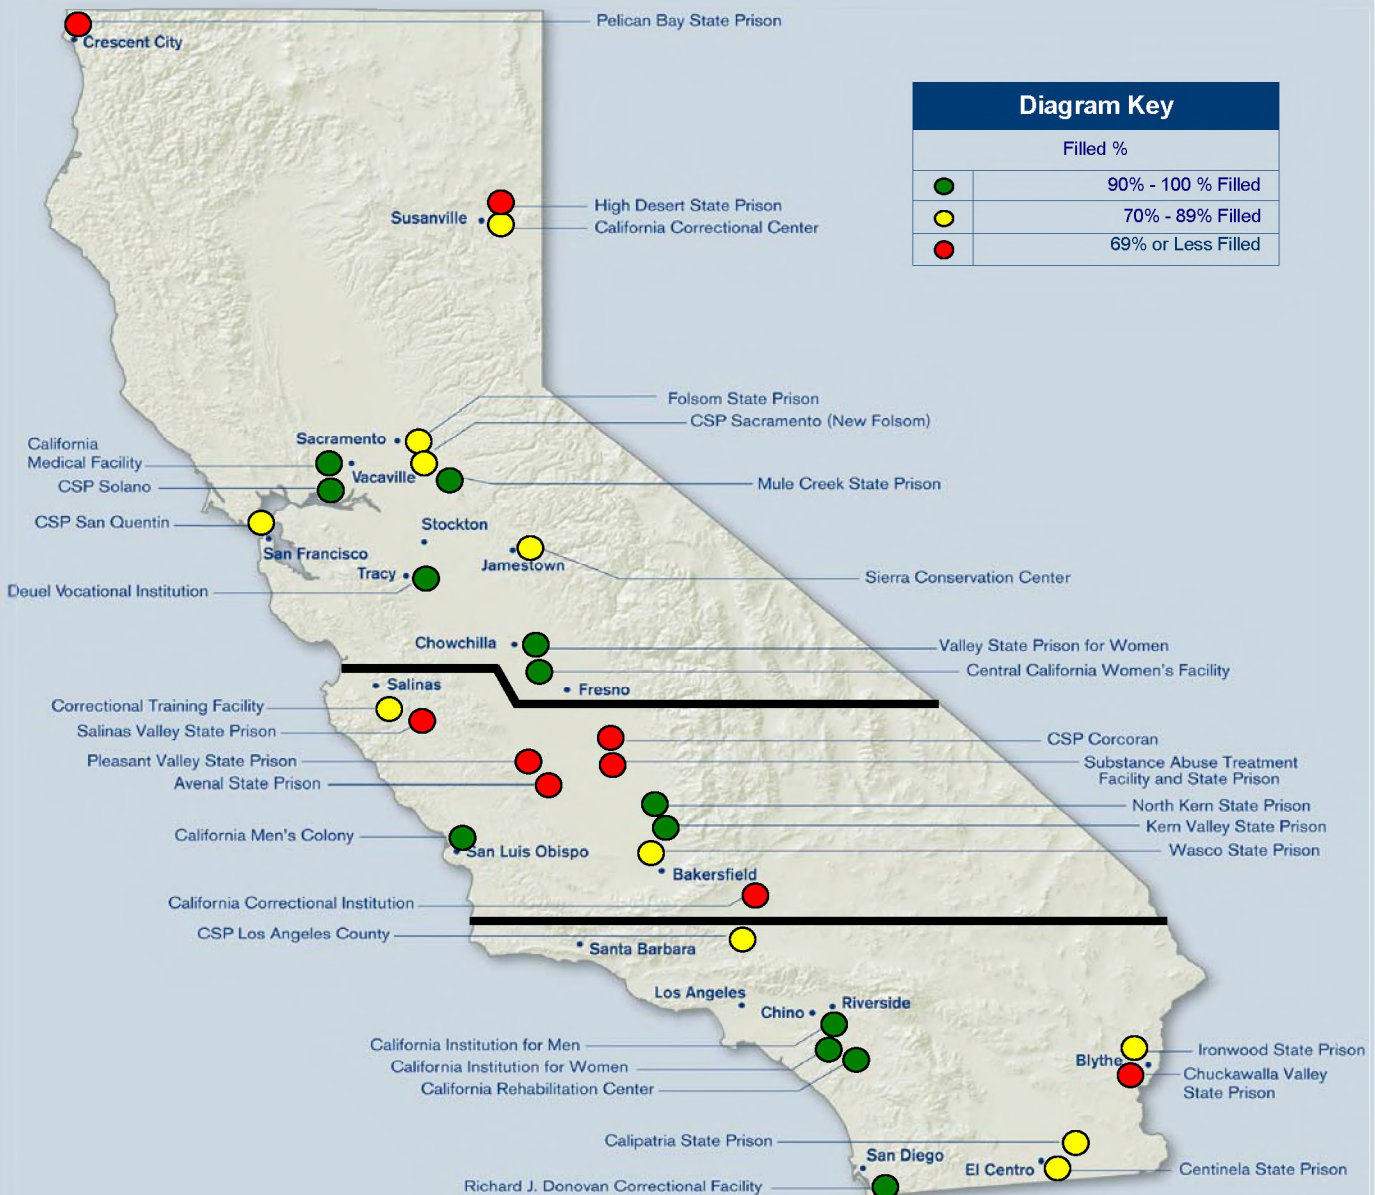 Pelican Bay State Prison
Crescent City
Diagram Key
Filled %
90% - 100 % Filled
70% - 89% Filled
69% or Less Filled
High Desert State Prison
Susanville
California Correctional Center
Folsom State Prison
CSP Sacramento (New Folsom)
Sacramento
California
Medical Facility
Vacaville
CSP Solano
Mule Creek State Prison
CSP San Quentin
Stockton
San Francisco
Jamestown
Tracy
Sierra Conservation Center
Deuel Vocational Institution
Chowchilla
Valley State Prison for Women
Central California Women's Facility
Salinas
Fresno
Correctional Training Facility
Salinas Valley State Prison
CSP Corcoran
Pleasant Valley State Prison
Substance Abuse Treatment
Facility and State Prison
Avenal State Prison
North Kern State Prison
Kern Valley State Prison
California Men's Colony
San Luis Obispo
Wasco State Prison
Bakersfield
California Correctional Institution
CSP Los Angeles County
Santa Barbara
Los Angeles
Riverside
Chino
California Institution for Men
Ironwood State Prison
Blythe
California Institution for Women
Chuckawalla Valley
State Prison
California Rehabilitation Center
Calipatria State Prison
San Diego
El Centro
Centinela State Prison
Richard J. Donovan Correctional Facility